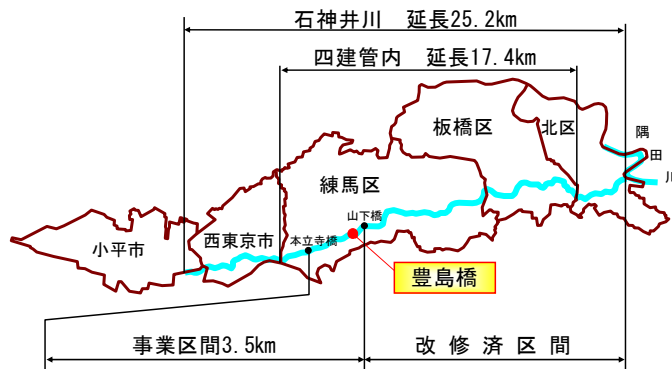 石神井川 延長25.2km
四建管内 延長17.4km
板橋区
北区
隅
田
川
練馬区
山下橋
小平市
西東京市
本立寺橋
豊島橋
事業区間3.5km
改修済区間